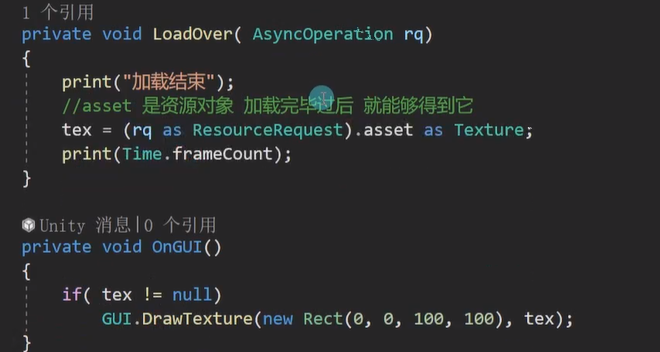 1 个引用
private void LoadOver( AsyncOperation rq)
{
print("加载结束");
//asset 是资源对象 加载完毕过后 就能够得到它
tex = (rq as ResourceRequest).asset as Texture;
print(Time.frameCount);
}
Unity 消息|0 个引用
private void OnGUI()
{
if( tex != null)
GUI.DrawTexture(new Rect(0, 0, 100, 100), tex);
}